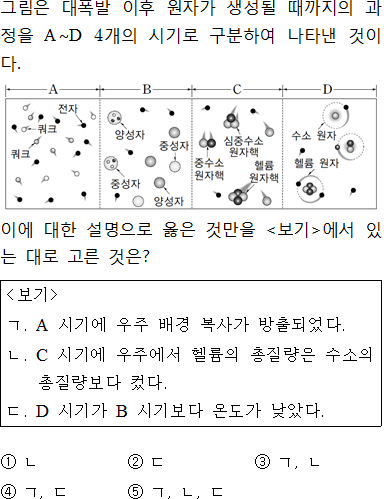 그림은 대폭발 이후 원자가 생성될 때까지의 과
정을 A~D 4개의 시기로 구분하여 나타낸 것이
다.
A B C D
전자
쿼크
쿼크
양성자
중성자
중성자
양성자
심중수소
원자핵
중수소
원자핵
헬륨
원자핵
수소 원자
헬륨 원자
이에 대한 설명으로 옳은 것만을 <보기>에서 있
는 대로 고른 것은?
<보기>
ㄱ. A 시기에 우주 배경 복사가 방출되었다.
ㄴ. C 시기에 우주에서 헬륨의 총질량은 수소의
총질량보다 컸다.
ㄷ. D 시기가 B 시기보다 온도가 낮았다.
① ㄴ ② ㄷ ③ ㄱ, ㄴ
④ ㄱ, ㄷ ⑤ ㄱ, ㄴ, ㄷ